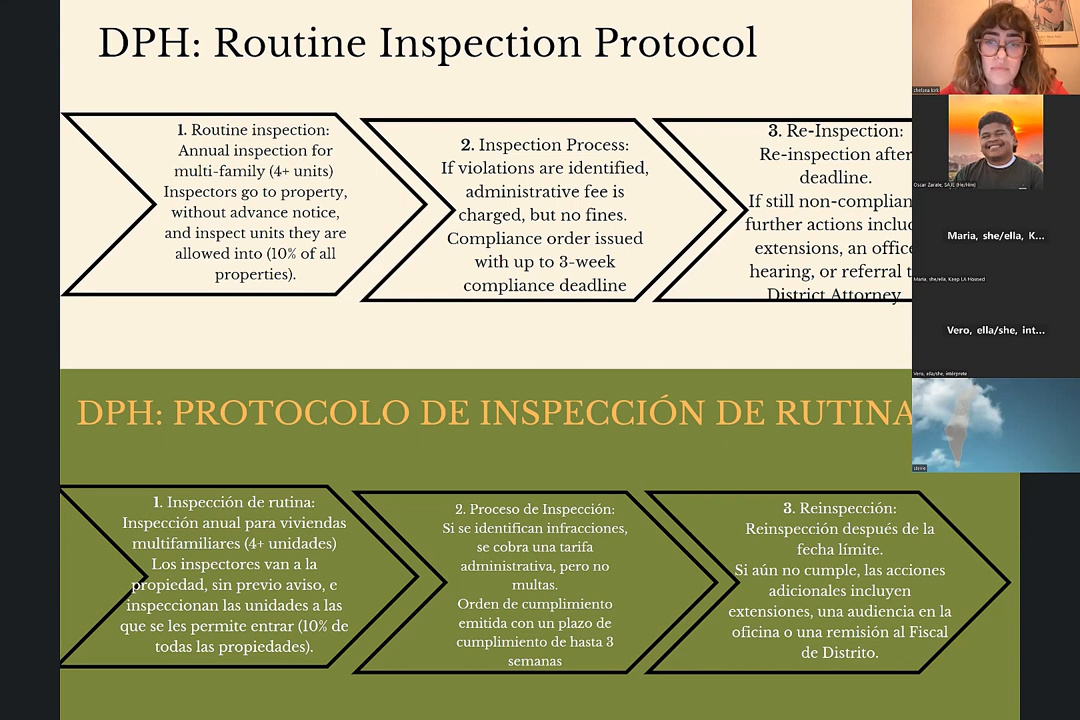 DPH: Routine Inspection Protocol
1. Routine inspection:
Annual inspection for
multi-family (4+ units)
Inspectors go to property,
without advance notice,
and inspect units they are
allowed into (10% of all
properties).
2. Inspection Process:
If violations are identified,
administrative fee is
charged, but no fines.
Compliance order issued
with up to 3-week
compliance deadline
3. Re-Inspection:
Re-inspection after
deadline.
If still non-complian
further actions inclu
extensions, an office
hearing, or referral t
District Attorney
DPH: PROTOCOLO DE INSPECCIÓN DE RUTINA
1. Inspección de rutina:
Inspección anual para viviendas
multifamiliares (4+ unidades)
Los inspectores van a la
propiedad, sin previo aviso, e
inspeccionan las unidades a las
que se les permite entrar (10% de
todas las propiedades).
2. Proceso de Inspección:
Si se identifican infracciones,
se cobra una tarifa
administrativa, pero no
multas.
Orden de cumplimiento
emitida con un plazo de
cumplimiento de hasta 3
semanas
3. Reinspección:
Reinspección después de la
fecha límite.
Si aún no cumple, las acciones
adicionales incluyen
extensiones, una audiencia en la
oficina o una remisión al Fiscal
de Distrito.
chelsea kirk
Oscar Zarate, SAJE (He/Him)
Maria, she/ella, K...
Maria, she/ella, Keep LA Housed
Vero, ella/she, int...
Vero, ella/she, intérprete